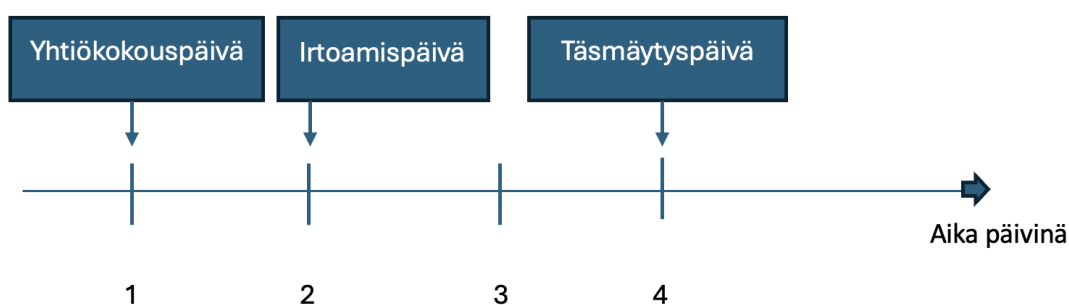 Yhtiökokouspäivä
Irtoamispäivä
Täsmäytyspäivä
Aika päivinä
1
2
3
4